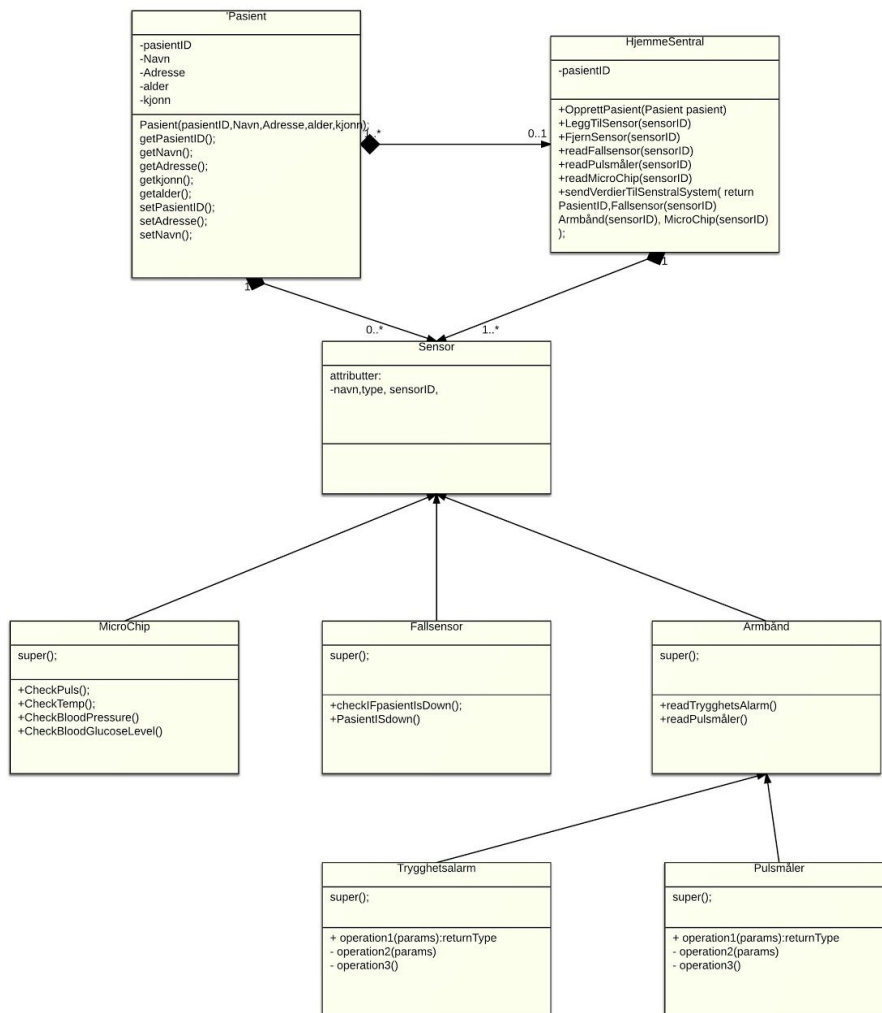 'Pasient
-pasientID
-Navn
-Adresse
-alder
-kjonn
Pasient(pasientID,Navn,Adresse,alder,kjonn);
getPasientID();
getNavn();
getAdresse();
getkjonn();
getalder();
setPasientID();
setAdresse();
setNavn();
1..*
0..1
HjemmeSentral
-pasientID
+OpprettPasient(Pasient pasient)
+LeggTilSensor(sensorID)
+FjernSensor(sensorID)
+readFallsensor(sensorID)
+readPulsmåler(sensorID)
+readMicroChip(sensorID)
+sendVerdierTilSenstralSystem( return
PasientID,Fallsensor(sensorID)
Armbånd(sensorID), MicroChip(sensorID)
);
1
1
0..*
1..*
Sensor
attributter:
-navn,type, sensorID,
MicroChip
super();
+CheckPuls();
+CheckTemp();
+CheckBloodPressure()
+CheckBloodGlucoseLevel()
Fallsensor
super();
+checkIFpasientIsDown();
+PasientISdown()
Armbånd
super();
+readTrygghetsAlarm()
+readPulsmåler()
Trygghetsalarm
super();
+ operation1(params):returnType
- operation2(params)
- operation3()
Pulsmåler
super();
+ operation1(params):returnType
- operation2(params)
- operation3()